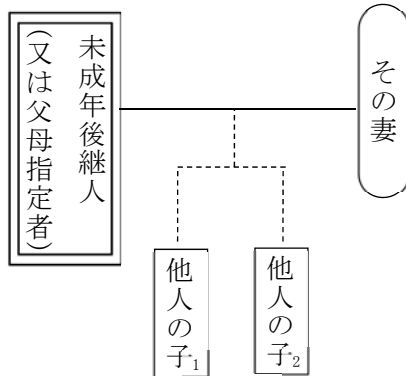 未成年後継人
(又は父母指定者)
その妻
他人の子1
他人の子2